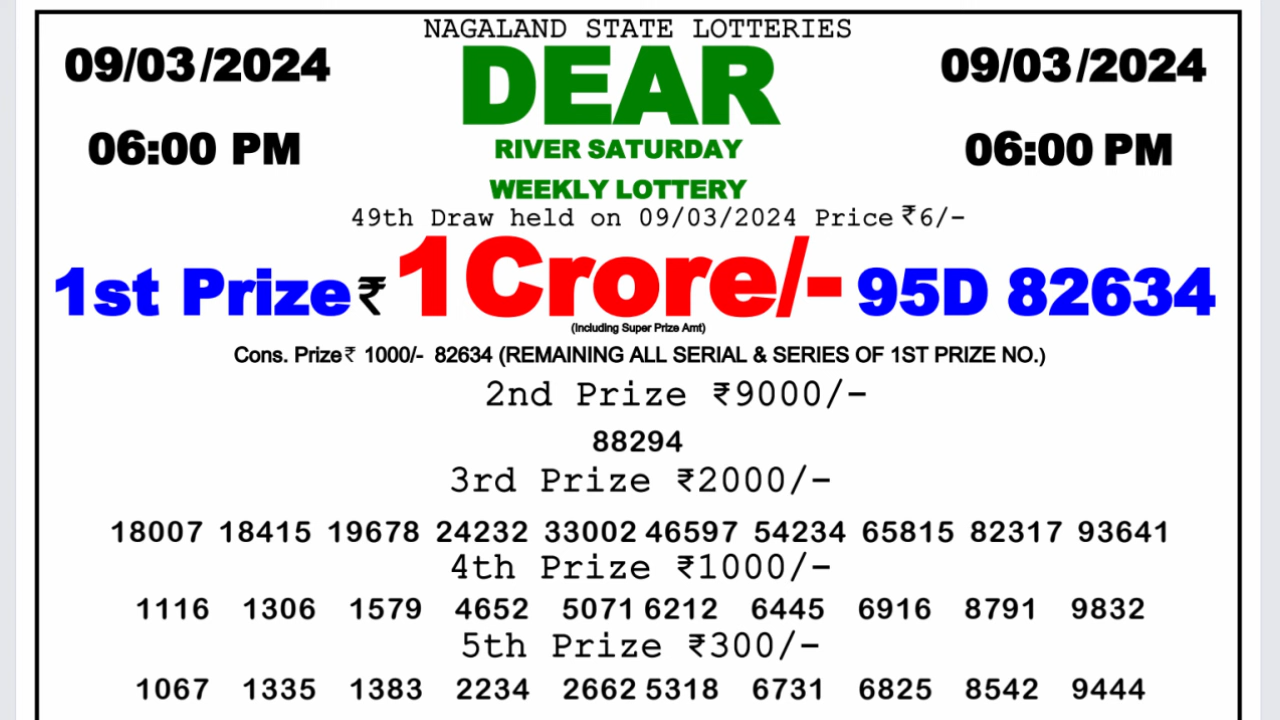 NAGALAND STATE LOTTERIES
09/03/2024 DEAR 09/03/2024
06:00 PM RIVER SATURDAY 06:00 PM
WEEKLY LOTTERY
49th Draw held on 09/03/2024 Price ₹6/-
1st Prize ₹ 1Crore/- 95D 82634
(Including Super Prize Amt)
Cons. Prize₹ 1000/- 82634 (REMAINING ALL SERIAL & SERIES OF 1ST PRIZE NO.)
2nd Prize ₹9000/-
88294
3rd Prize ₹2000/-
18007 18415 19678 24232 33002 46597 54234 65815 82317 93641
4th Prize ₹1000/-
1116 1306 1579 4652 5071 6212 6445 6916 8791 9832
5th Prize ₹300/-
1067 1335 1383 2234 2662 5318 6731 6825 8542 9444